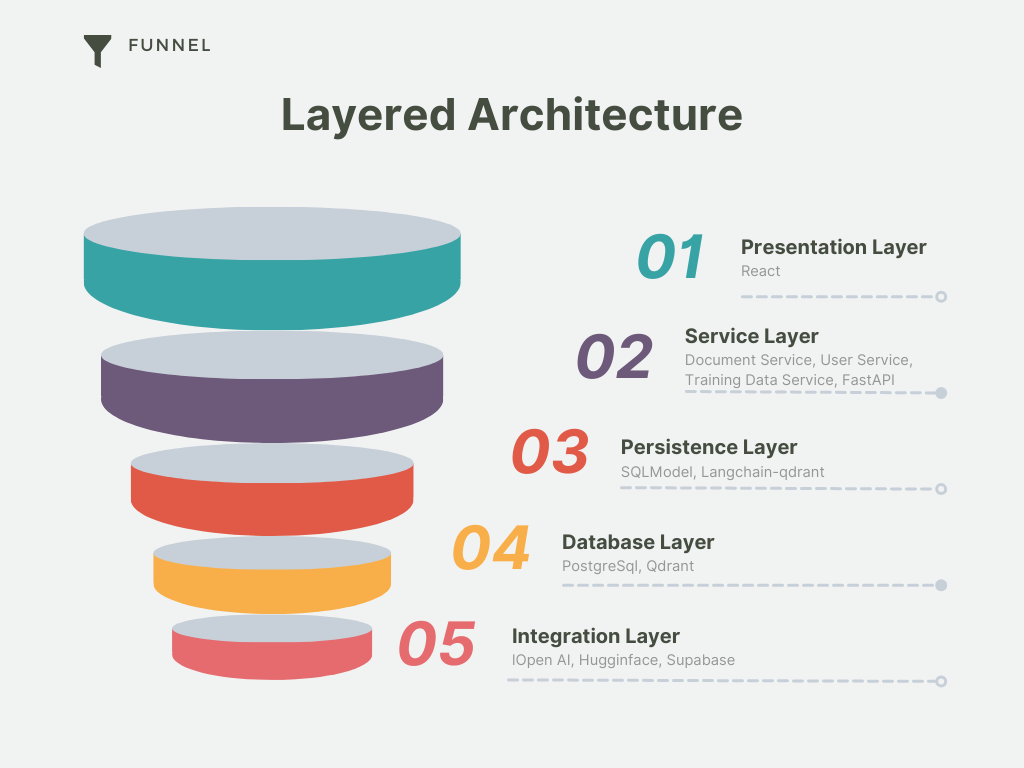 FUNNEL
Layered Architecture
01
Presentation Layer
React
02
Service Layer
Document Service, User Service,
Training Data Service, FastAPI
03
Persistence Layer
SQLModel, Langchain-qdrant
04
Database Layer
PostgreSql, Qdrant
05
Integration Layer
IOpen AI, Hugginface, Supabase